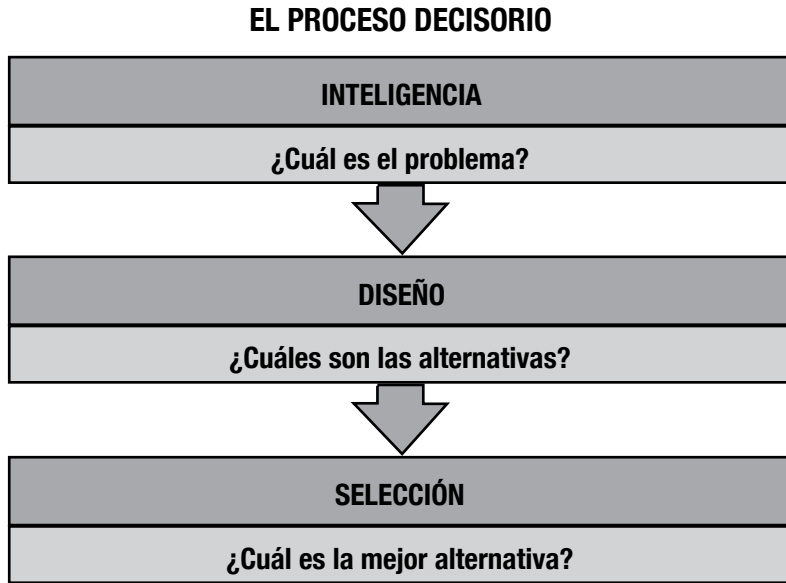 EL PROCESO DECISORIO
INTELIGENCIA
¿Cuál es el problema?
DISEÑO
¿Cuáles son las alternativas?
SELECCIÓN
¿Cuál es la mejor alternativa?